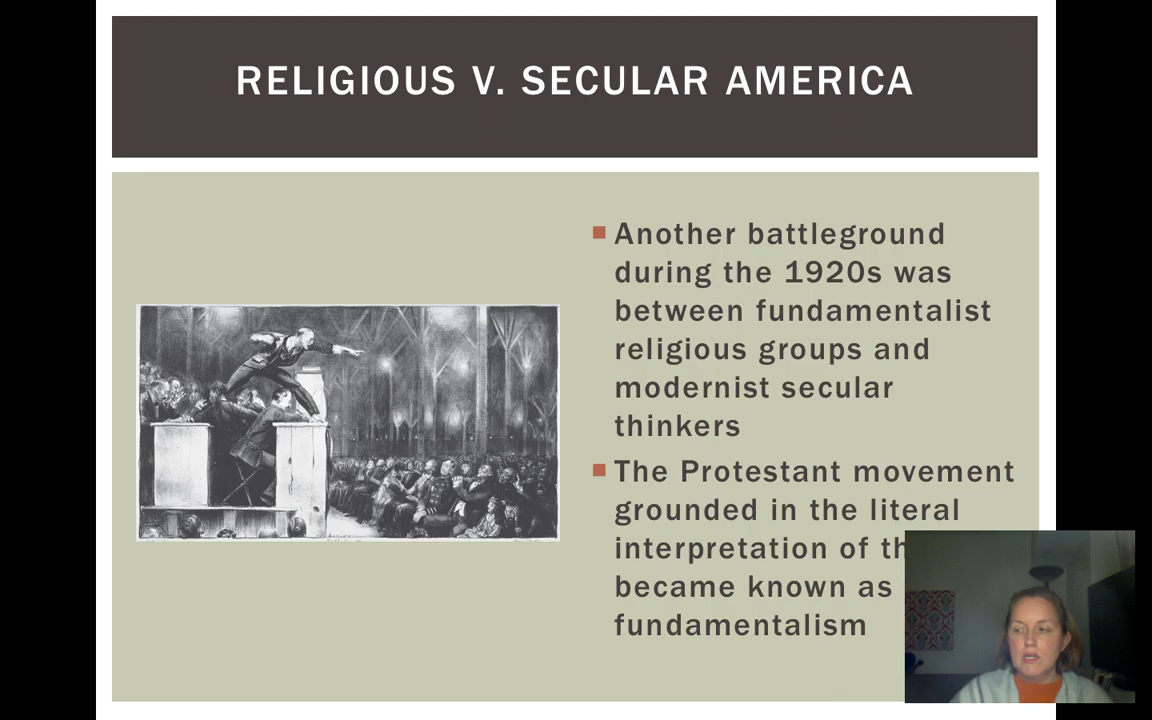 RELIGIOUS V. SECULAR AMERICA
Another battleground
during the 1920s was
between fundamentalist
religious groups and
modernist secular
thinkers
The Protestant movement
grounded in the literal
interpretation of
became known as
fundamentalism